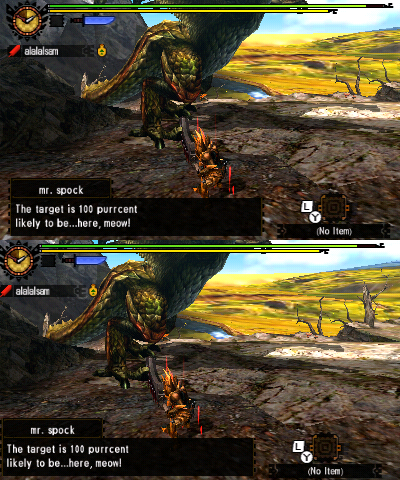 alalalsam
mr. spock
The target is 100 purrcent
likely to be...here, meow!
L
Y
(No Item)
alalalsam
mr. spock
The target is 100 purrcent
likely to be...here, meow!
L
Y
(No Item)